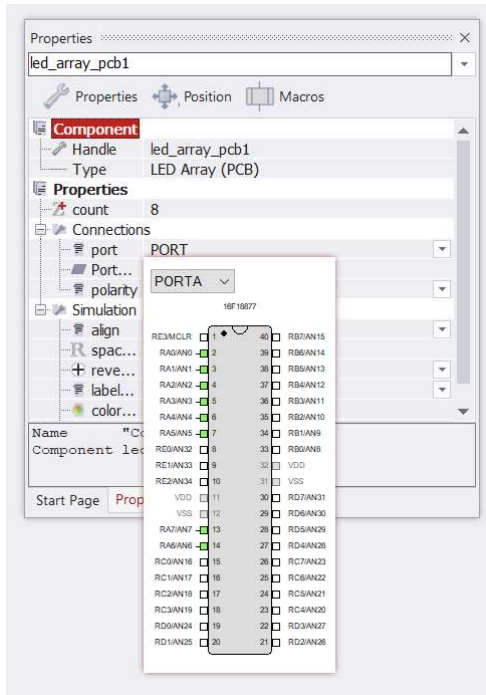 Properties
led_array_pcb1
Properties Position Macros
Component
Handle led_array_pcb1
Type LED Array (PCB)
Properties
count 8
Connections
port PORT
Port...
polarity
Simulation
align
spac...
reve...
label...
color...
Name "Co
Component led
Start Page Prop
PORTA
16F18877
RE3/MCLR 1 40 RB7/AN15
RA0/AN0 2 39 RB6/AN14
RA1/AN1 3 38 RB5/AN13
RA2/AN2 4 37 RB4/AN12
RA3/AN3 5 36 RB3/AN11
RA4/AN4 6 35 RB2/AN10
RA5/AN5 7 34 RB1/AN9
RE0/AN32 8 33 RB0/AN8
RE1/AN33 9 32 VDD
RE2/AN34 10 31 VSS
VDD 11 30 RD7/AN31
VSS 12 29 RD6/AN30
RA7/AN7 13 28 RD5/AN29
RA6/AN6 14 27 RD4/AN28
RC0/AN16 15 26 RC7/AN23
RC1/AN17 16 25 RC6/AN22
RC2/AN18 17 24 RC5/AN21
RC3/AN19 18 23 RC4/AN20
RD0/AN24 19 22 RD3/AN27
RD1/AN25 20 21 RD2/AN26